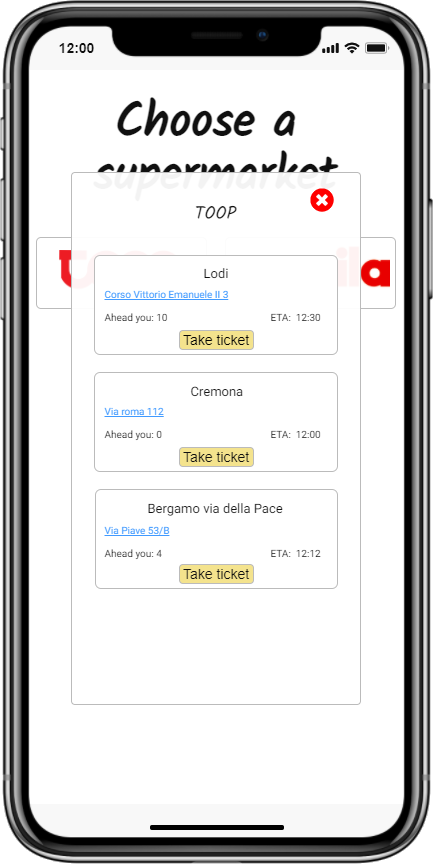 12:00
Choose a
supermarket
TOOP
Lodi
Corso Vittorio Emanuele II 3
Ahead you: 10 ETA: 12:30
Take ticket
Cremona
Via roma 112
Ahead you: 0 ETA: 12:00
Take ticket
Bergamo via della Pace
Via Piave 53/B
Ahead you: 4 ETA: 12:12
Take ticket